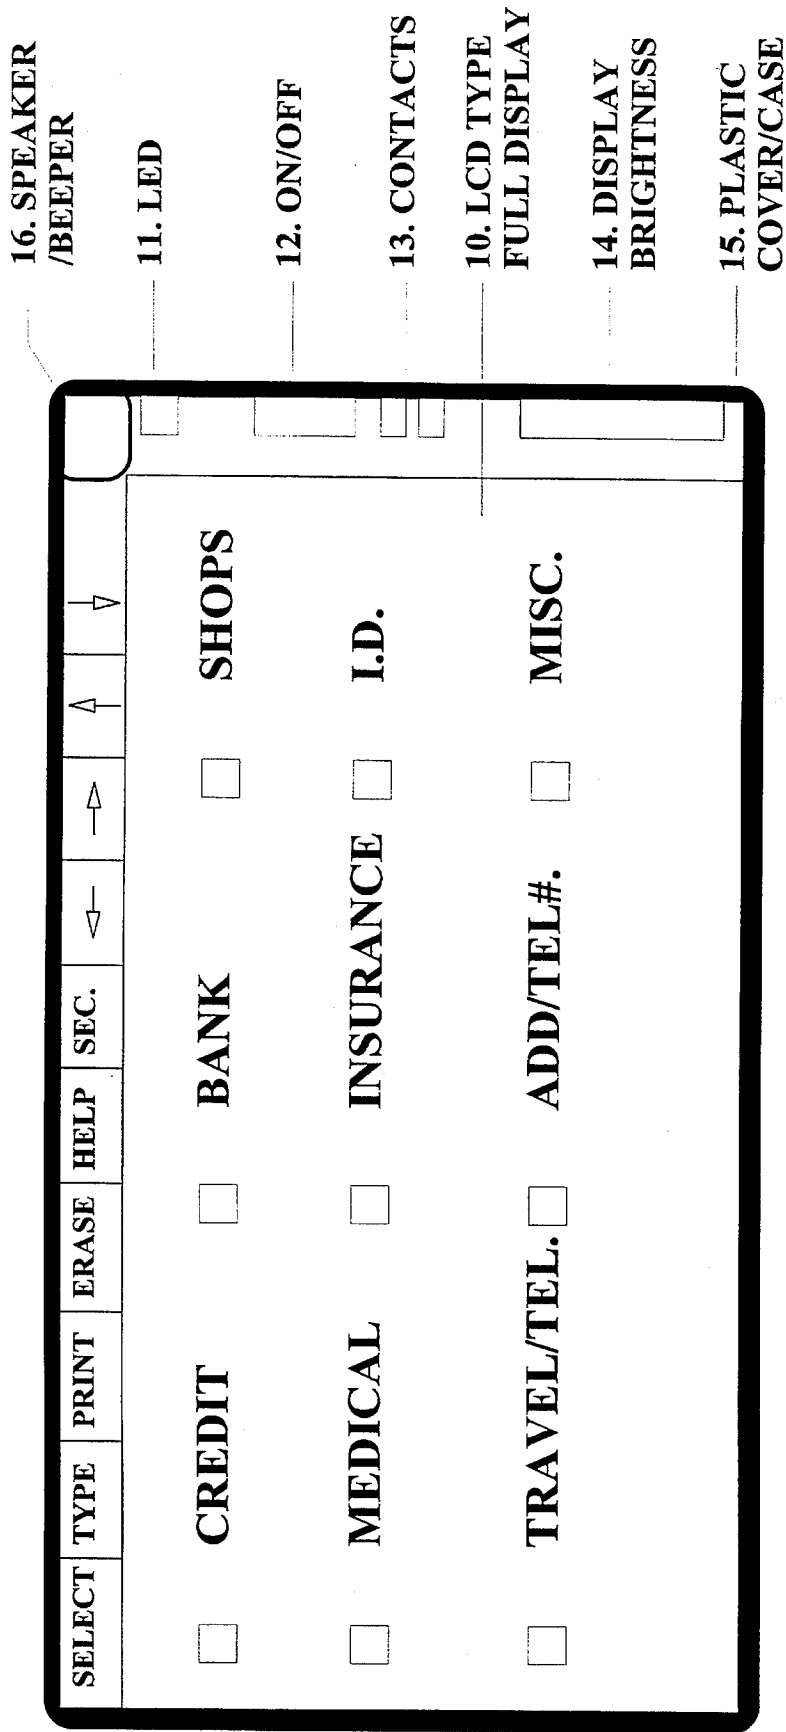 SELECT TYPE PRINT ERASE HELP SEC.
CREDIT BANK SHOPS
MEDICAL INSURANCE I.D.
TRAVEL/TEL. ADD/TEL#. MISC.
16. SPEAKER
/BEEPER
11. LED
12. ON/OFF
13. CONTACTS
10. LCD TYPE
FULL DISPLAY
14. DISPLAY
BRIGHTNESS
15. PLASTIC
COVER/CASE